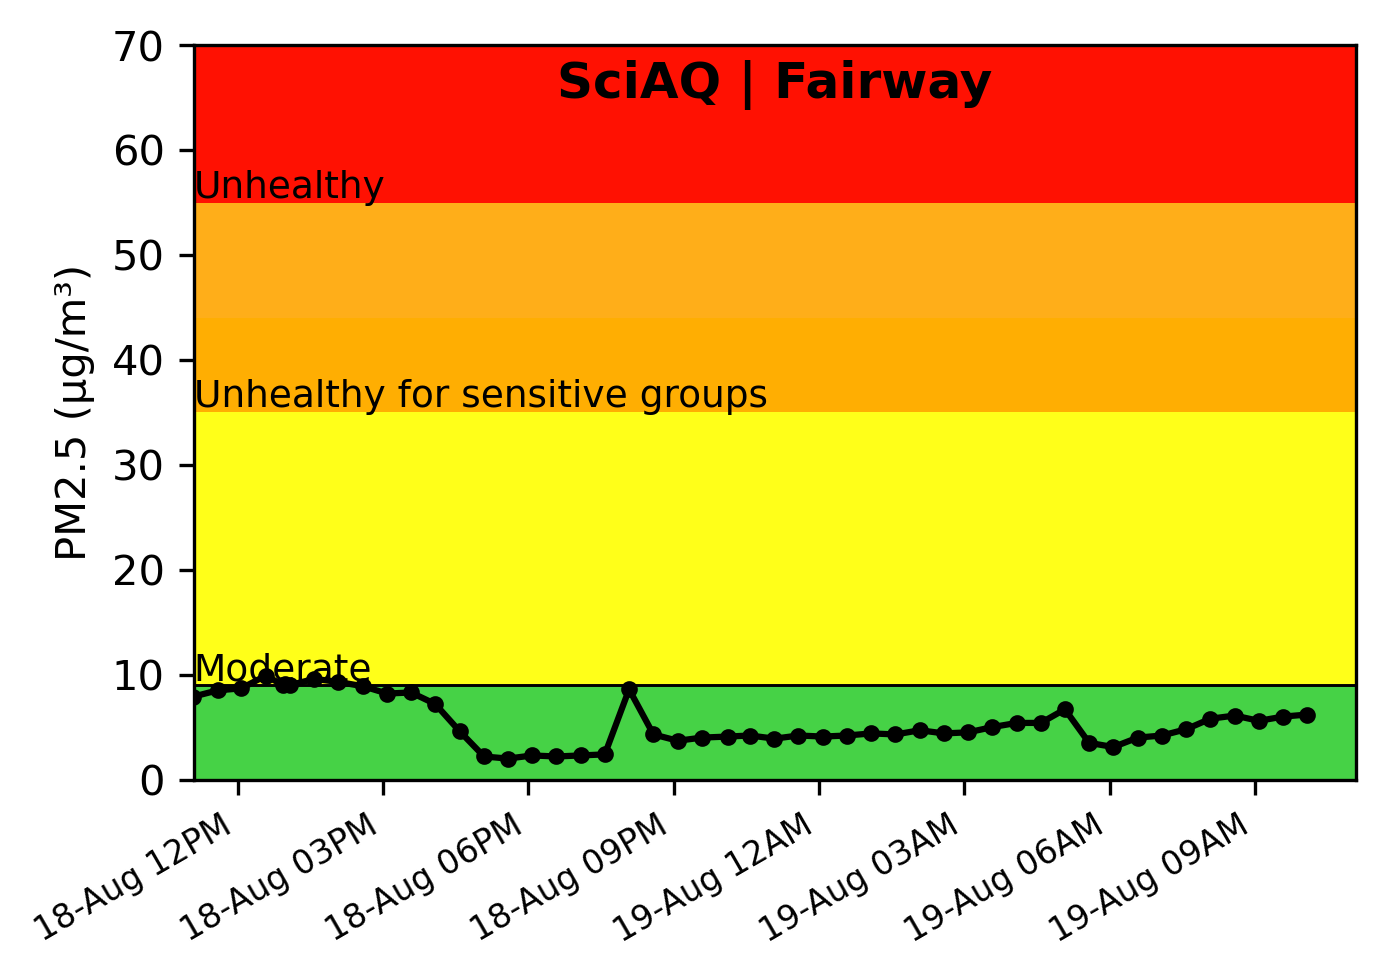 SciAQ | Fairway
70
60
50
40
30
20
10
0
PM2.5 (µg/m³)
Unhealthy
Unhealthy for sensitive groups
Moderate
18-Aug 12PM
18-Aug 03PM
18-Aug 06PM
18-Aug 09PM
19-Aug 12AM
19-Aug 03AM
19-Aug 06AM
19-Aug 09AM